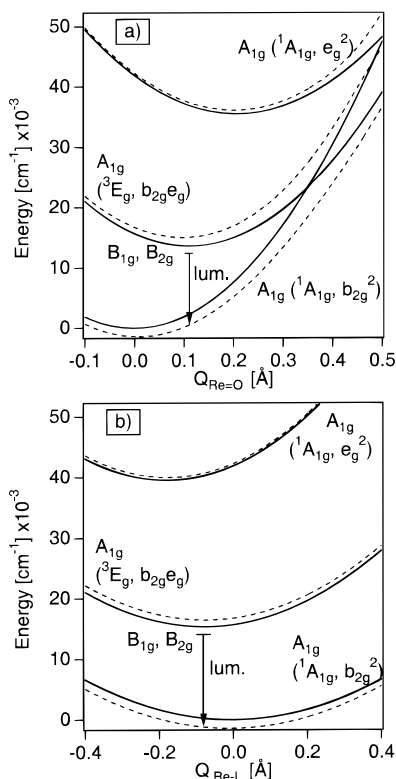 a)
Energy [cm⁻¹] x10⁻³
50
40
30
20
10
0
A₁g (¹A₁g, eg²)
A₁g
(³Eg, b₂geg)
B₁g, B₂g
lum.
A₁g (¹A₁g, b₂g²)
-0.1 0.0 0.1 0.2 0.3 0.4 0.5
Q Re=O [Å]
b)
Energy [cm⁻¹] x10⁻³
50
40
30
20
10
0
A₁g
(¹A₁g, eg²)
A₁g
(³Eg, b₂geg)
B₁g, B₂g
lum.
A₁g
(¹A₁g, b₂g²)
-0.4 -0.2 0.0 0.2 0.4
Q Re-L [Å]